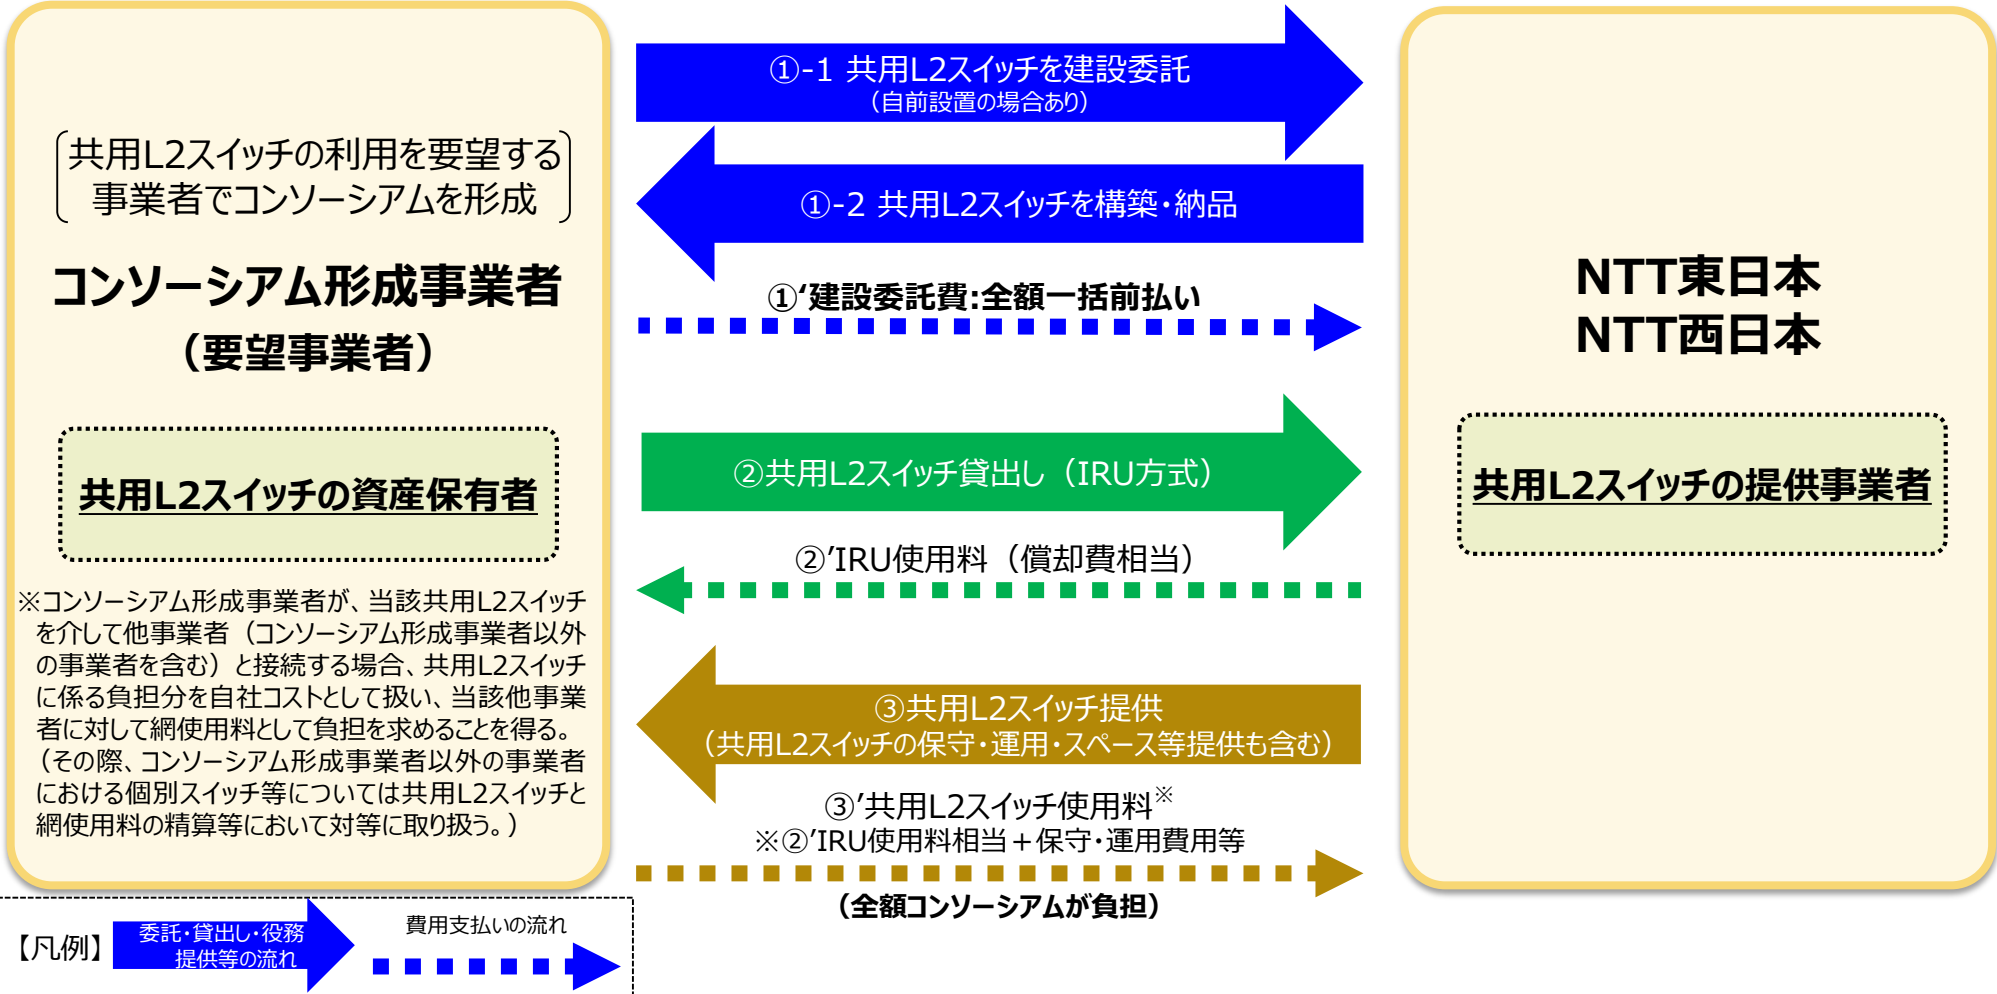 共用L2スイッチの利用を要望する
事業者でコンソーシアムを形成
コンソーシアム形成事業者
（要望事業者）
共用L2スイッチの資産保有者
※コンソーシアム形成事業者が、当該共用L2スイッチ
を介して他事業者（コンソーシアム形成事業者以外
の事業者を含む）と接続する場合、共用L2スイッチ
に係る負担分を自社コストとして扱い、当該他事業
者に対して網使用料として負担を求めることを得る。
（その際、コンソーシアム形成事業者以外の事業者
における個別スイッチ等については共用L2スイッチと
網使用料の精算等において対等に取り扱う。）
①-1 共用L2スイッチを建設委託
（自前設置の場合あり）
①-2 共用L2スイッチを構築・納品
①‘建設委託費:全額一括前払い
②共用L2スイッチ貸出し（IRU方式）
②’IRU使用料（償却費相当）
③共用L2スイッチ提供
（共用L2スイッチの保守・運用・スペース等提供も含む）
③’共用L2スイッチ使用料※
※②’IRU使用料相当＋保守・運用費用等
（全額コンソーシアムが負担）
NTT東日本
NTT西日本
共用L2スイッチの提供事業者
【凡例】
委託・貸出し・役務
提供等の流れ
費用支払いの流れ